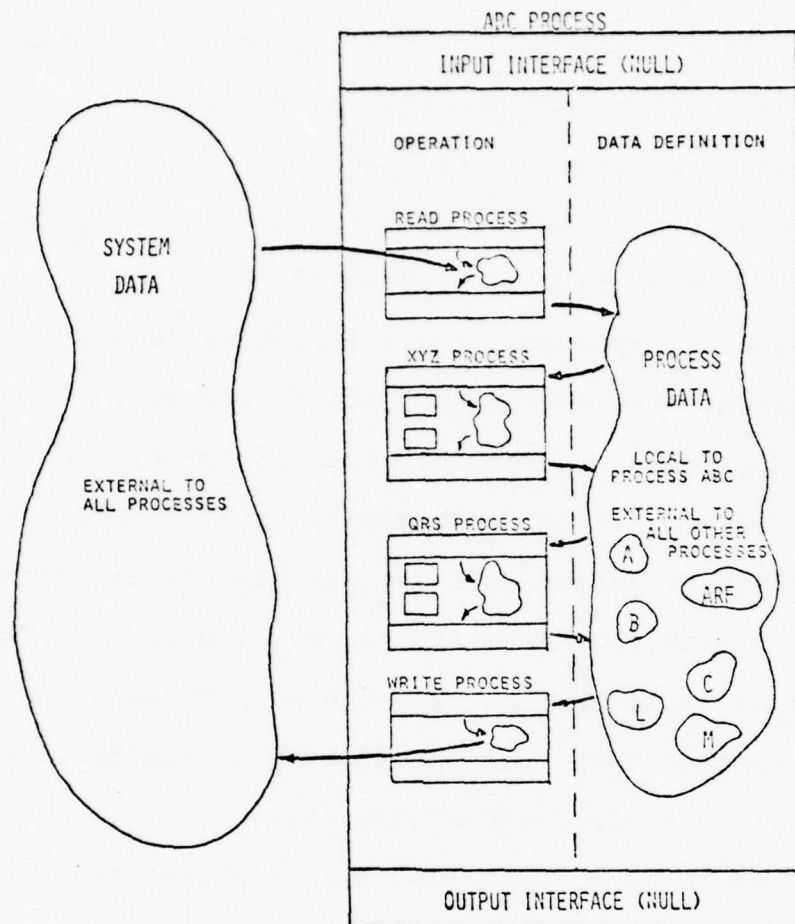 ABC PROCESS
INPUT INTERFACE (NULL)
OPERATION
DATA DEFINITION
SYSTEM
DATA
EXTERNAL TO
ALL PROCESSES
READ PROCESS
XYZ PROCESS
QRS PROCESS
WRITE PROCESS
PROCESS
DATA
LOCAL TO
PROCESS ABC
EXTERNAL TO
ALL OTHER
PROCESSES
A
ARF
B
C
L
M
OUTPUT INTERFACE (NULL)